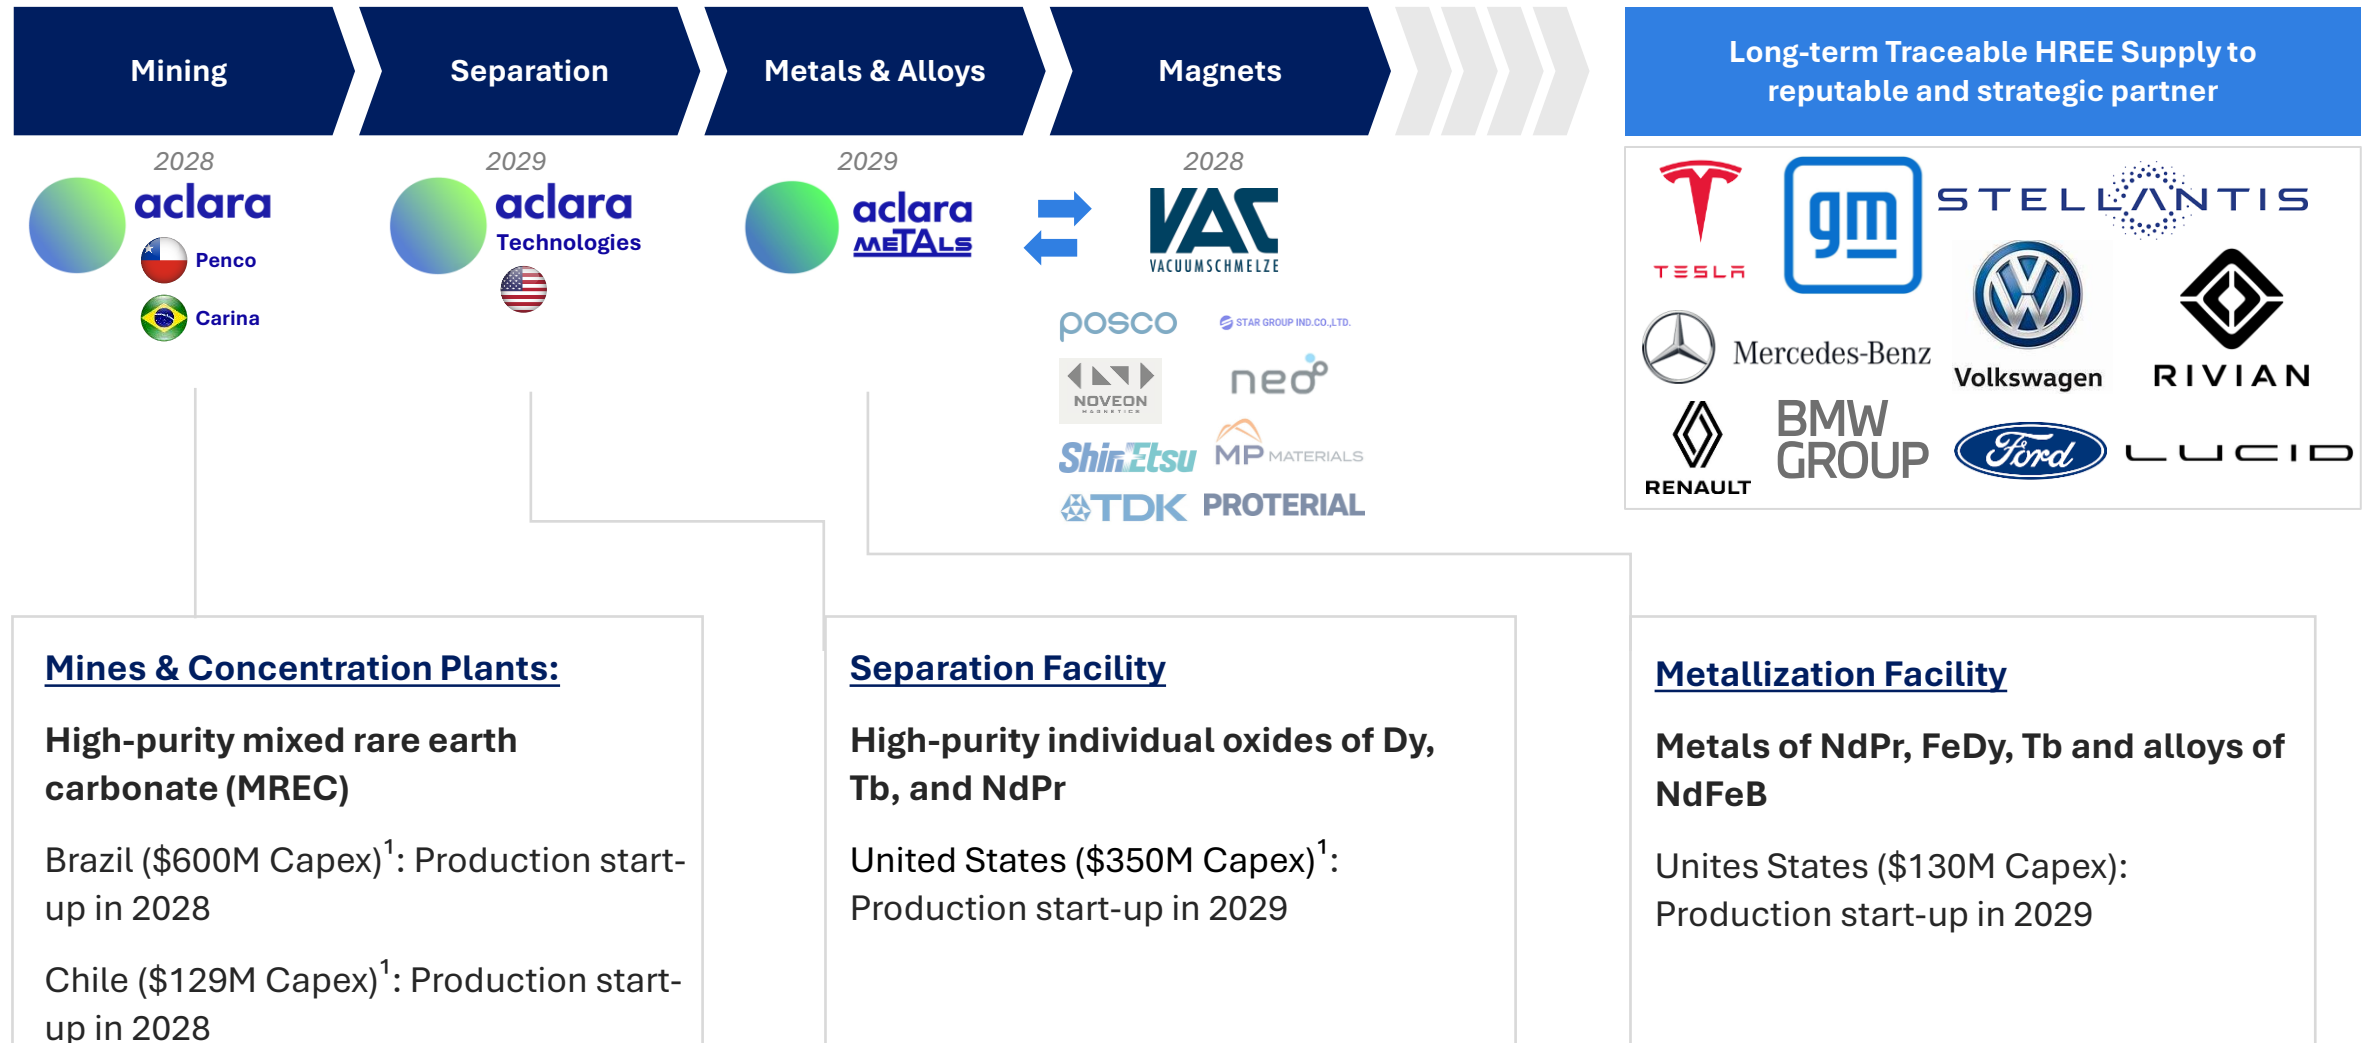 Mining
Separation
Metals & Alloys
Magnets
Long-term Traceable HREE Supply to
reputable and strategic partner
2028
2029
2029
2028
aclara
Penco
Carina
aclara
Technologies
aclara
METALS
VAC
VACUUMSCHMELZE
posco
STAR GROUP IND.CO.,LTD.
NOVEON
MAGNETICS
neo
ShinEtsu
MP MATERIALS
TDK
PROTERIAL
TESLA
gm
STELLANTIS
Mercedes-Benz
Volkswagen
RIVIAN
RENAULT
BMW
GROUP
Ford
LUCID
Mines & Concentration Plants:
High-purity mixed rare earth
carbonate (MREC)
Brazil ($600M Capex)¹: Production start-
up in 2028
Chile ($129M Capex)¹: Production start-
up in 2028
Separation Facility
High-purity individual oxides of Dy,
Tb, and NdPr
United States ($350M Capex)¹:
Production start-up in 2029
Metallization Facility
Metals of NdPr, FeDy, Tb and alloys of
NdFeB
Unites States ($130M Capex):
Production start-up in 2029